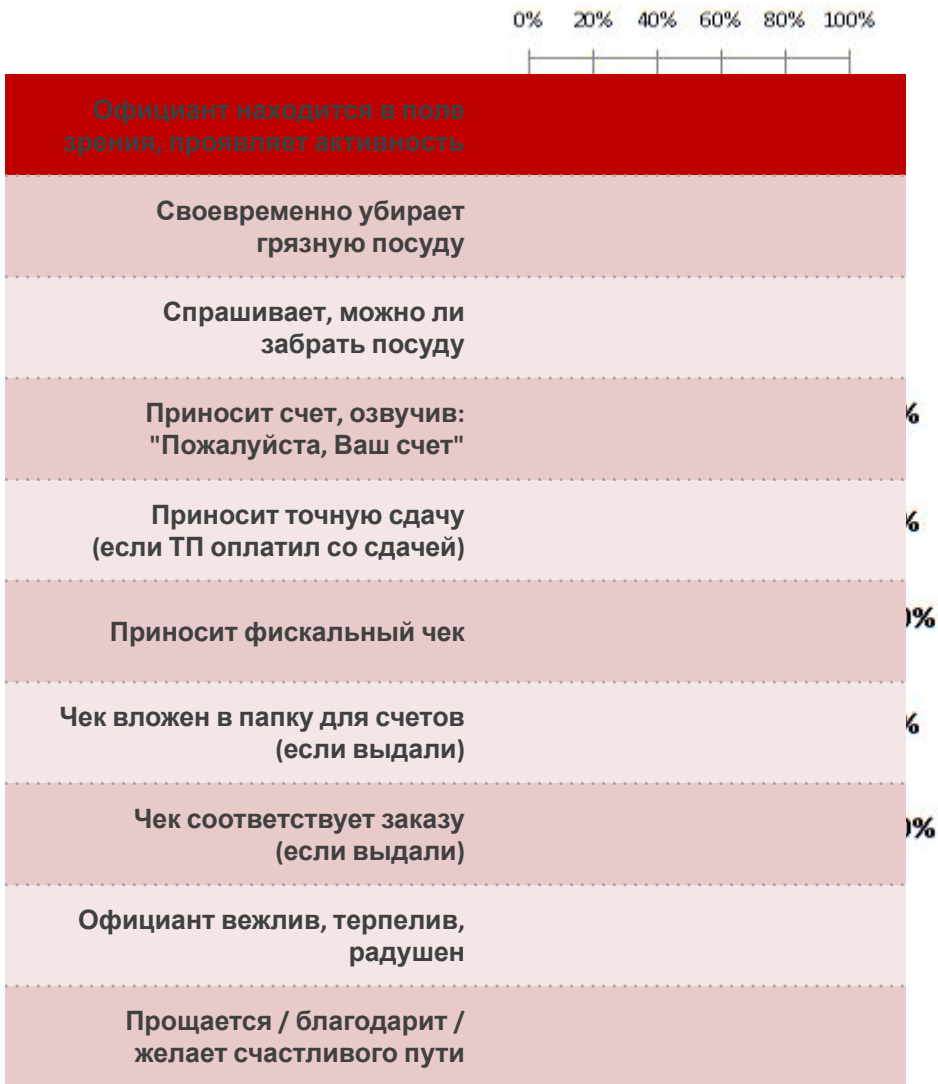 0% 20% 40% 60% 80% 100%
Официант находится в поле
зрения, проявляет активность
Своевременно убирает
грязную посуду
Спрашивает, можно ли
забрать посуду
Приносит счет, озвучив:
"Пожалуйста, Ваш счет"
%
Приносит точную сдачу
(если ТП оплатил со сдачей)
%
Приносит фискальный чек
%
Чек вложен в папку для счетов
(если выдали)
%
Чек соответствует заказу
(если выдали)
%
Официант вежлив, терпелив,
радушен
Прощается / благодарит /
желает счастливого пути